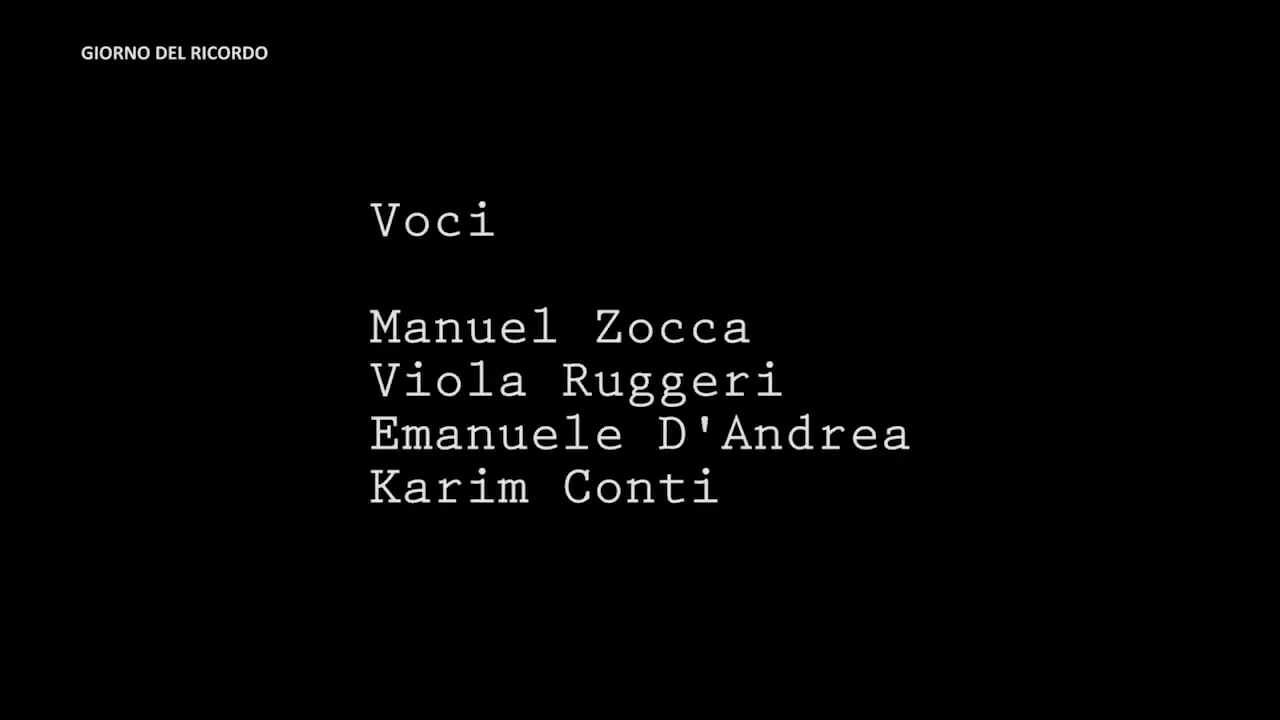 GIORNO DEL RICORDO
Voci
Manuel Zocca
Viola Ruggeri
Emanuele D'Andrea
Karim Conti